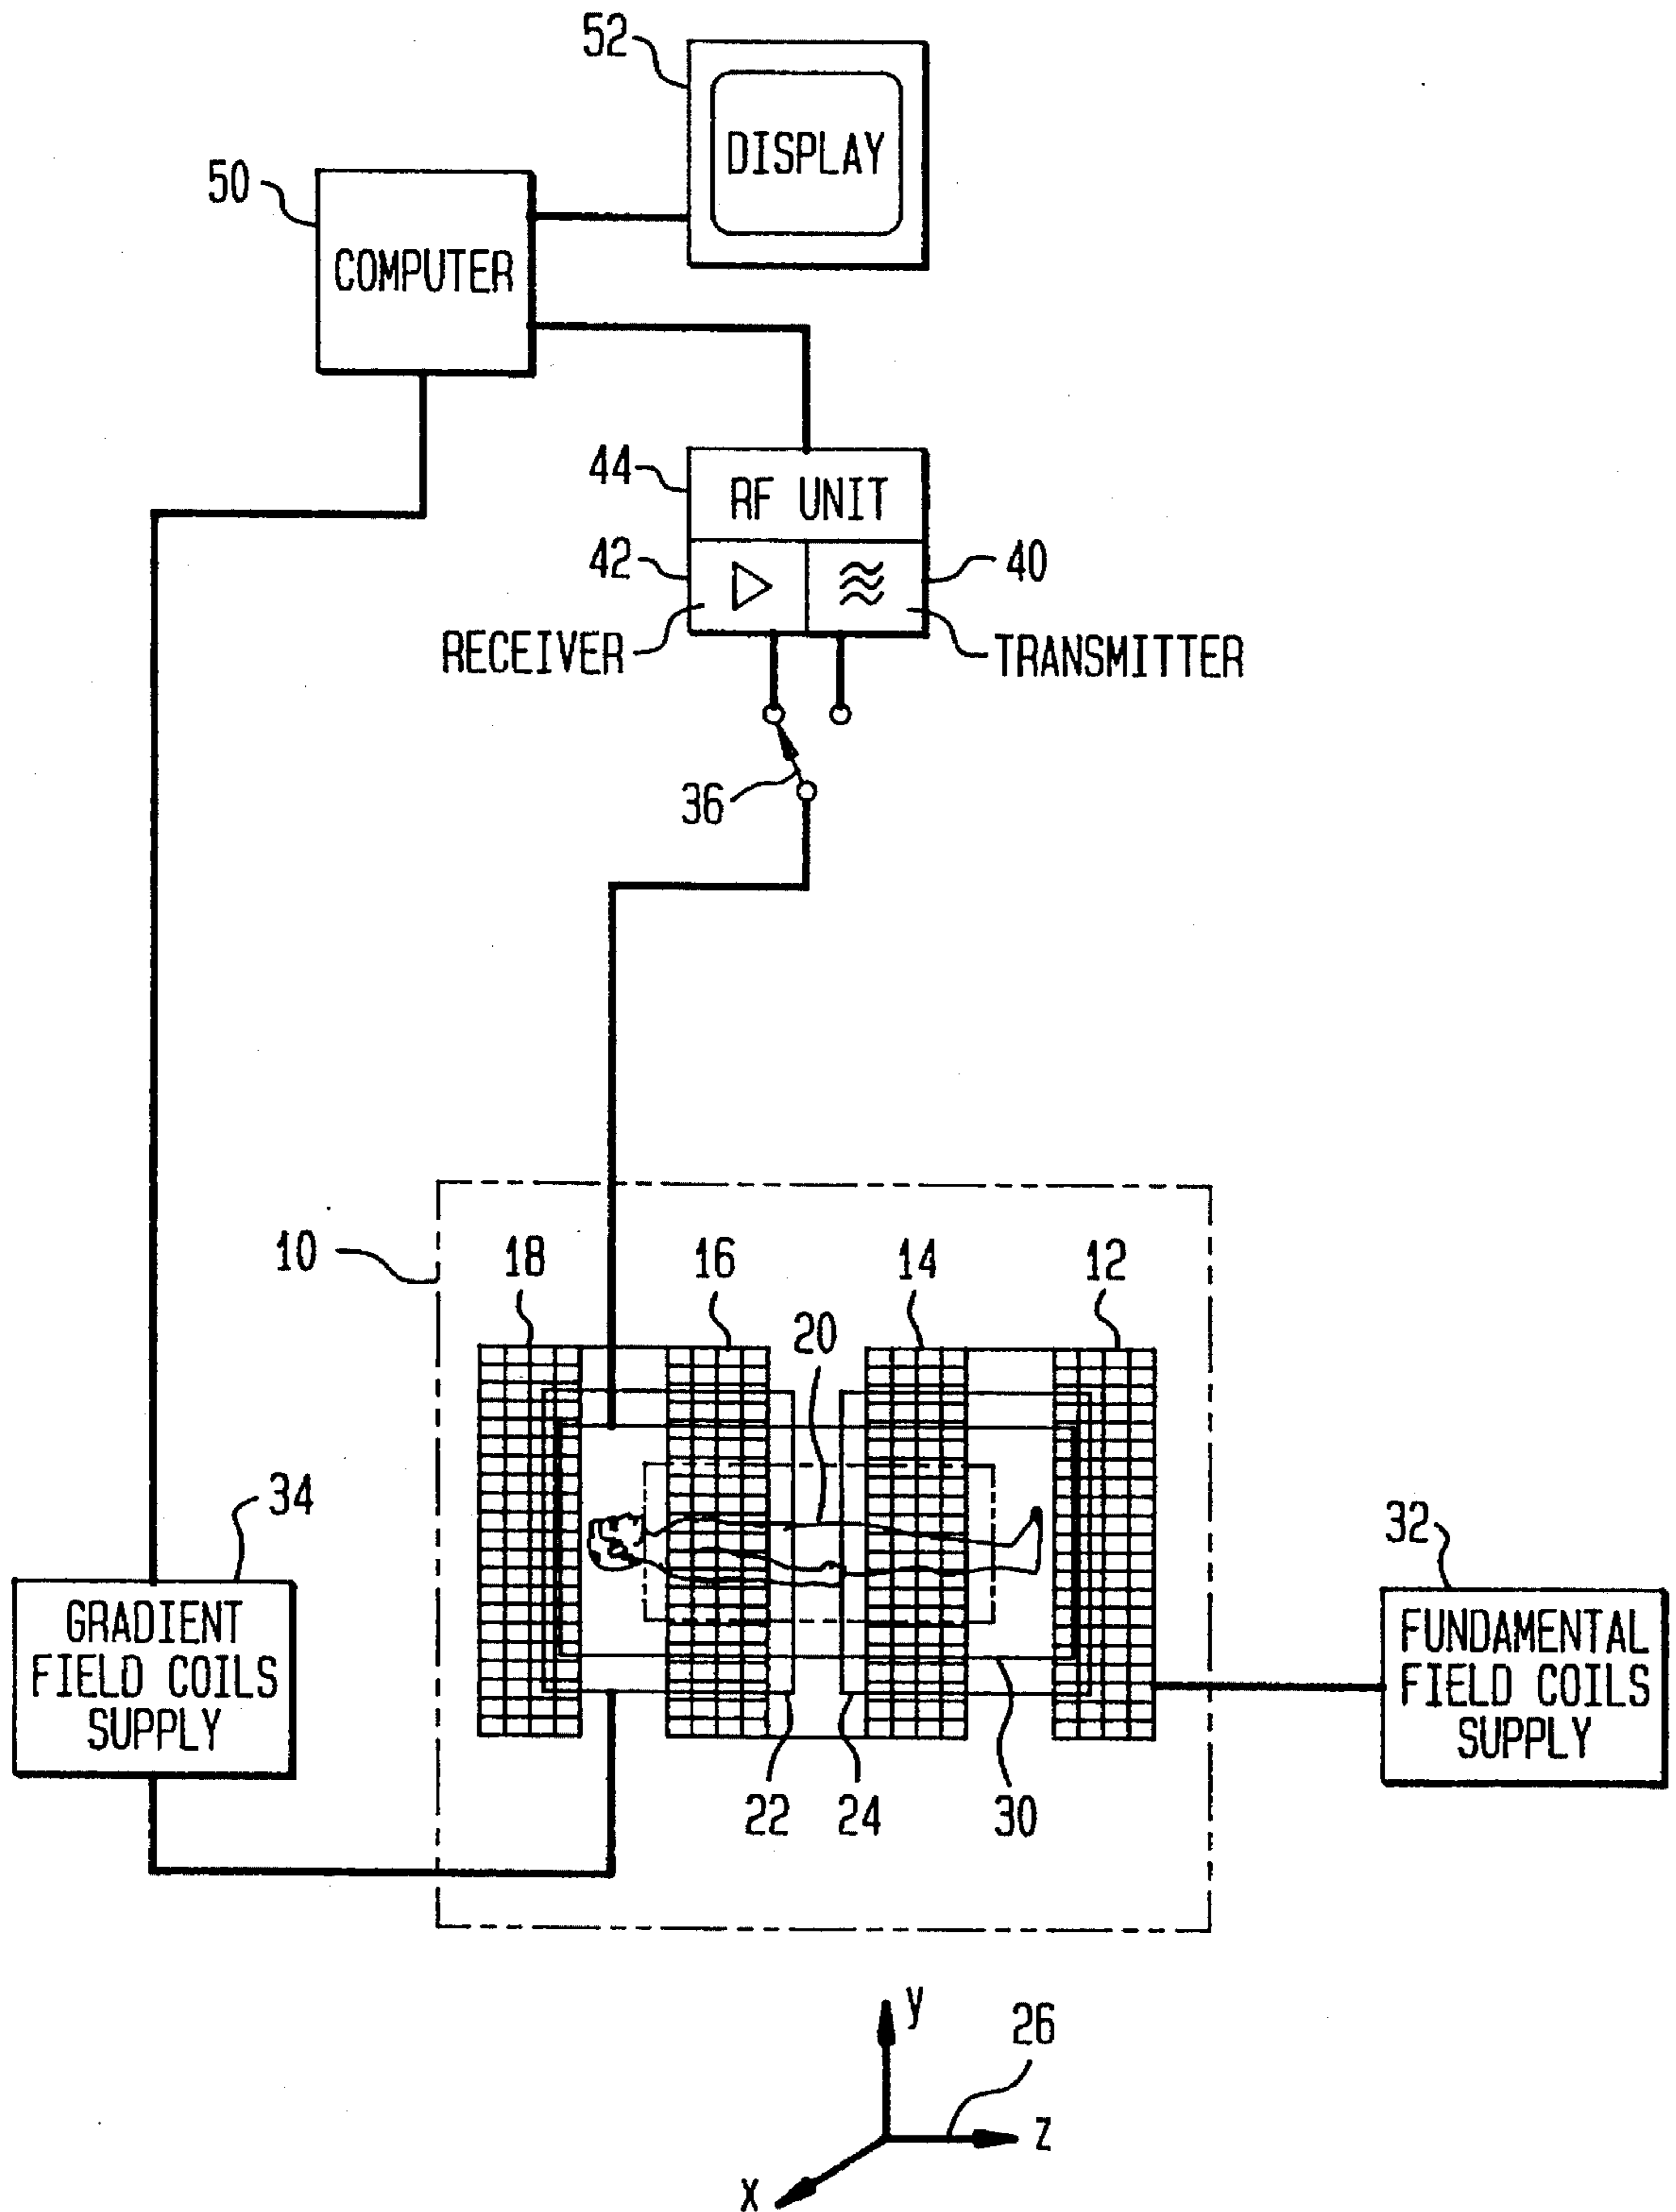 52
DISPLAY
50
COMPUTER
44
RF UNIT
42
40
RECEIVER
TRANSMITTER
36
10
18
16
14
12
20
34
GRADIENT
FIELD COILS
SUPPLY
32
FUNDAMENTAL
FIELD COILS
SUPPLY
22
24
30
y
26
z
x